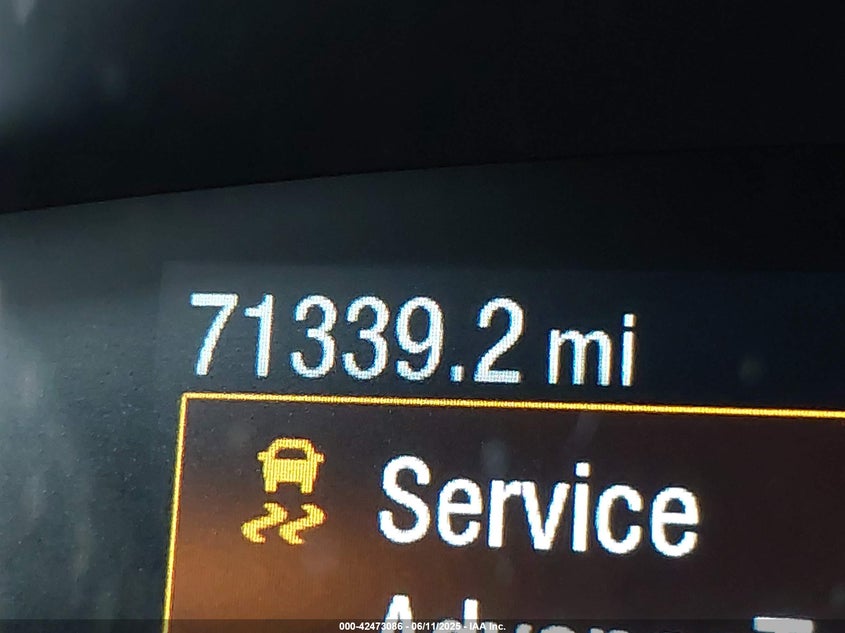 71339.2 mi
Service
000-42473086 - 06/11/2025 - IAA Inc.